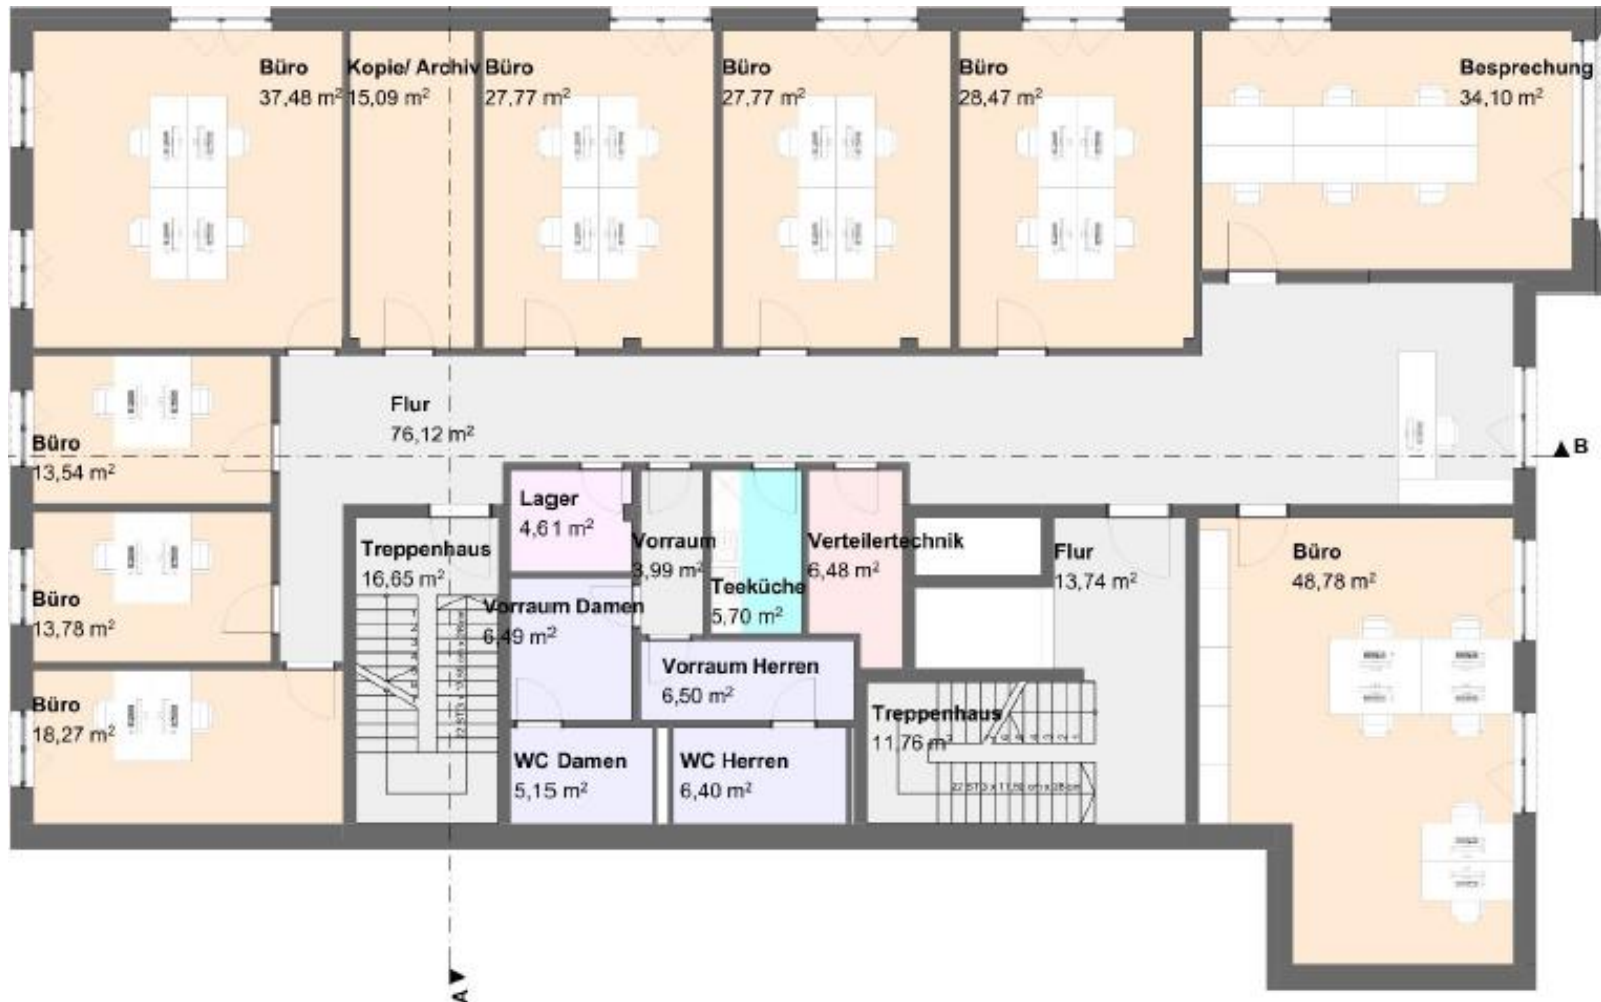 Büro
37,48 m²
Kopie/ Archiv
15,09 m²
Büro
27,77 m²
Büro
27,77 m²
Büro
28,47 m²
Besprechung
34,10 m²
Flur
76,12 m²
Büro
13,54 m²
B
Lager
4,61 m²
Treppenhaus
16,65 m²
Vorraum
3,99 m²
Verteilertechnik
6,48 m²
Flur
13,74 m²
Büro
48,78 m²
Teeküche
5,70 m²
Büro
13,78 m²
Vorraum Damen
6,49 m²
Vorraum Herren
6,50 m²
Büro
18,27 m²
Treppenhaus
11,76 m²
WC Damen
5,15 m²
WC Herren
6,40 m²
A